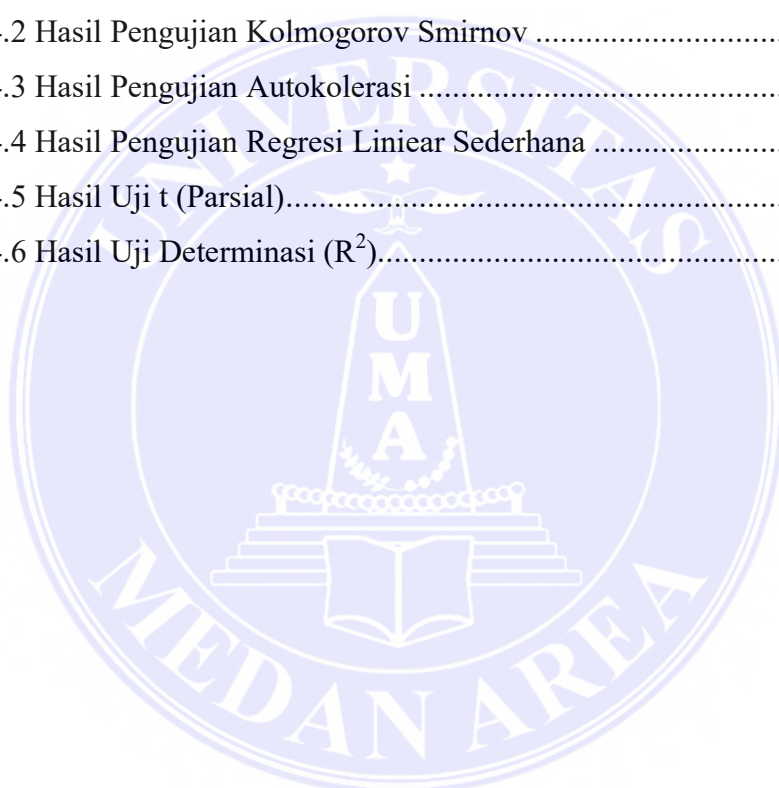 .2 Hasil Pengujian Kolmogorov Smirnov ..............................
.3 Hasil Pengujian Autokolerasi ............................................
.4 Hasil Pengujian Regresi Liniear Sederhana .......................
.5 Hasil Uji t (Parsial)............................................................
.6 Hasil Uji Determinasi (R²)................................................
UNIVERSITAS
UMA
MEDAN AREA